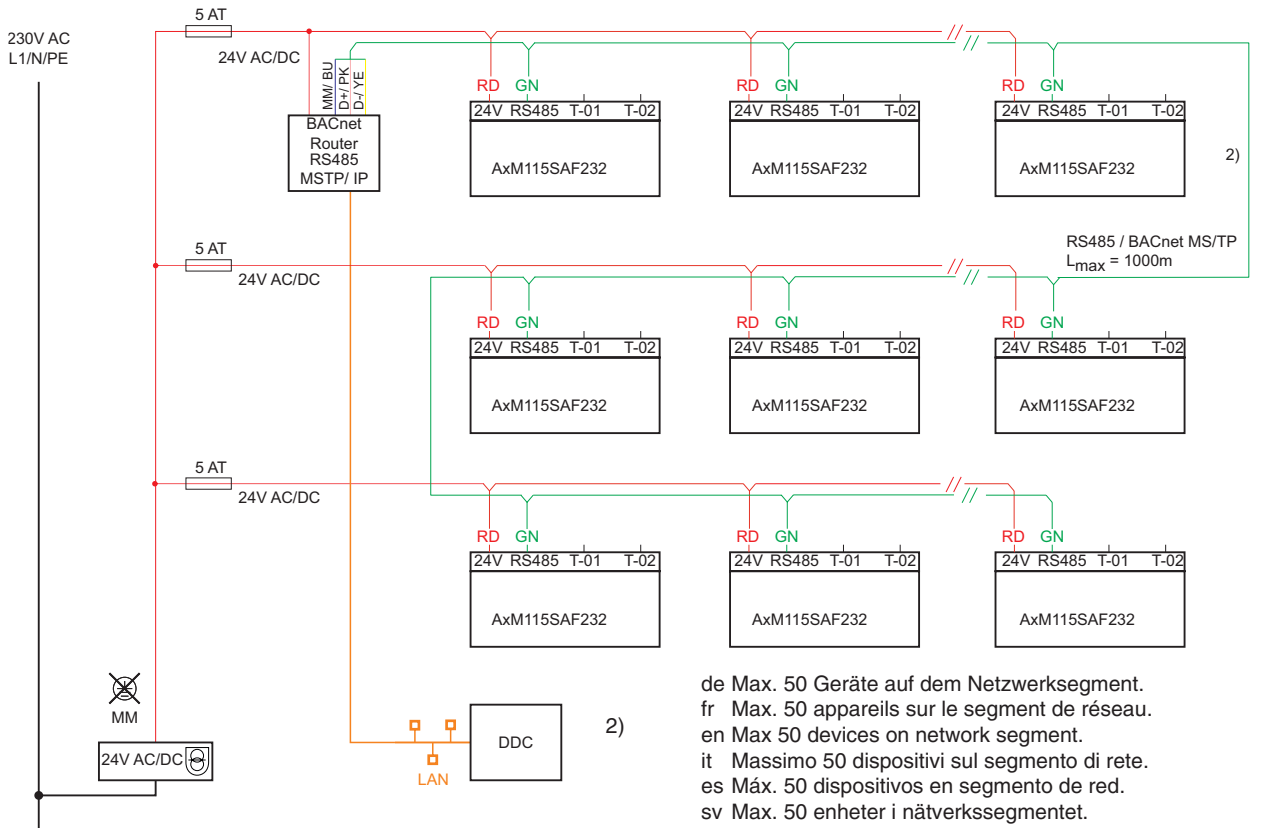 5 AT
230V AC
L1/N/PE
24V AC/DC
MM/ BU
D+/ PK
D-/ YE
BACnet
Router
RS485
MSTP/ IP
RD GN RD GN RD GN
24V RS485 T-01 T-02 24V RS485 T-01 T-02 24V RS485 T-01 T-02
AxM115SAF232 AxM115SAF232 AxM115SAF232
2)
RS485 / BACnet MS/TP
Lmax = 1000m
5 AT
24V AC/DC
RD GN RD GN RD GN
24V RS485 T-01 T-02 24V RS485 T-01 T-02 24V RS485 T-01 T-02
AxM115SAF232 AxM115SAF232 AxM115SAF232
5 AT
24V AC/DC
RD GN RD GN RD GN
24V RS485 T-01 T-02 24V RS485 T-01 T-02 24V RS485 T-01 T-02
AxM115SAF232 AxM115SAF232 AxM115SAF232
MM
24V AC/DC
LAN
DDC
2)
de Max. 50 Geräte auf dem Netzwerksegment.
fr Max. 50 appareils sur le segment de réseau.
en Max 50 devices on network segment.
it Massimo 50 dispositivi sul segmento di rete.
es Máx. 50 dispositivos en segmento de red.
sv Max. 50 enheter i nätverkssegmentet.